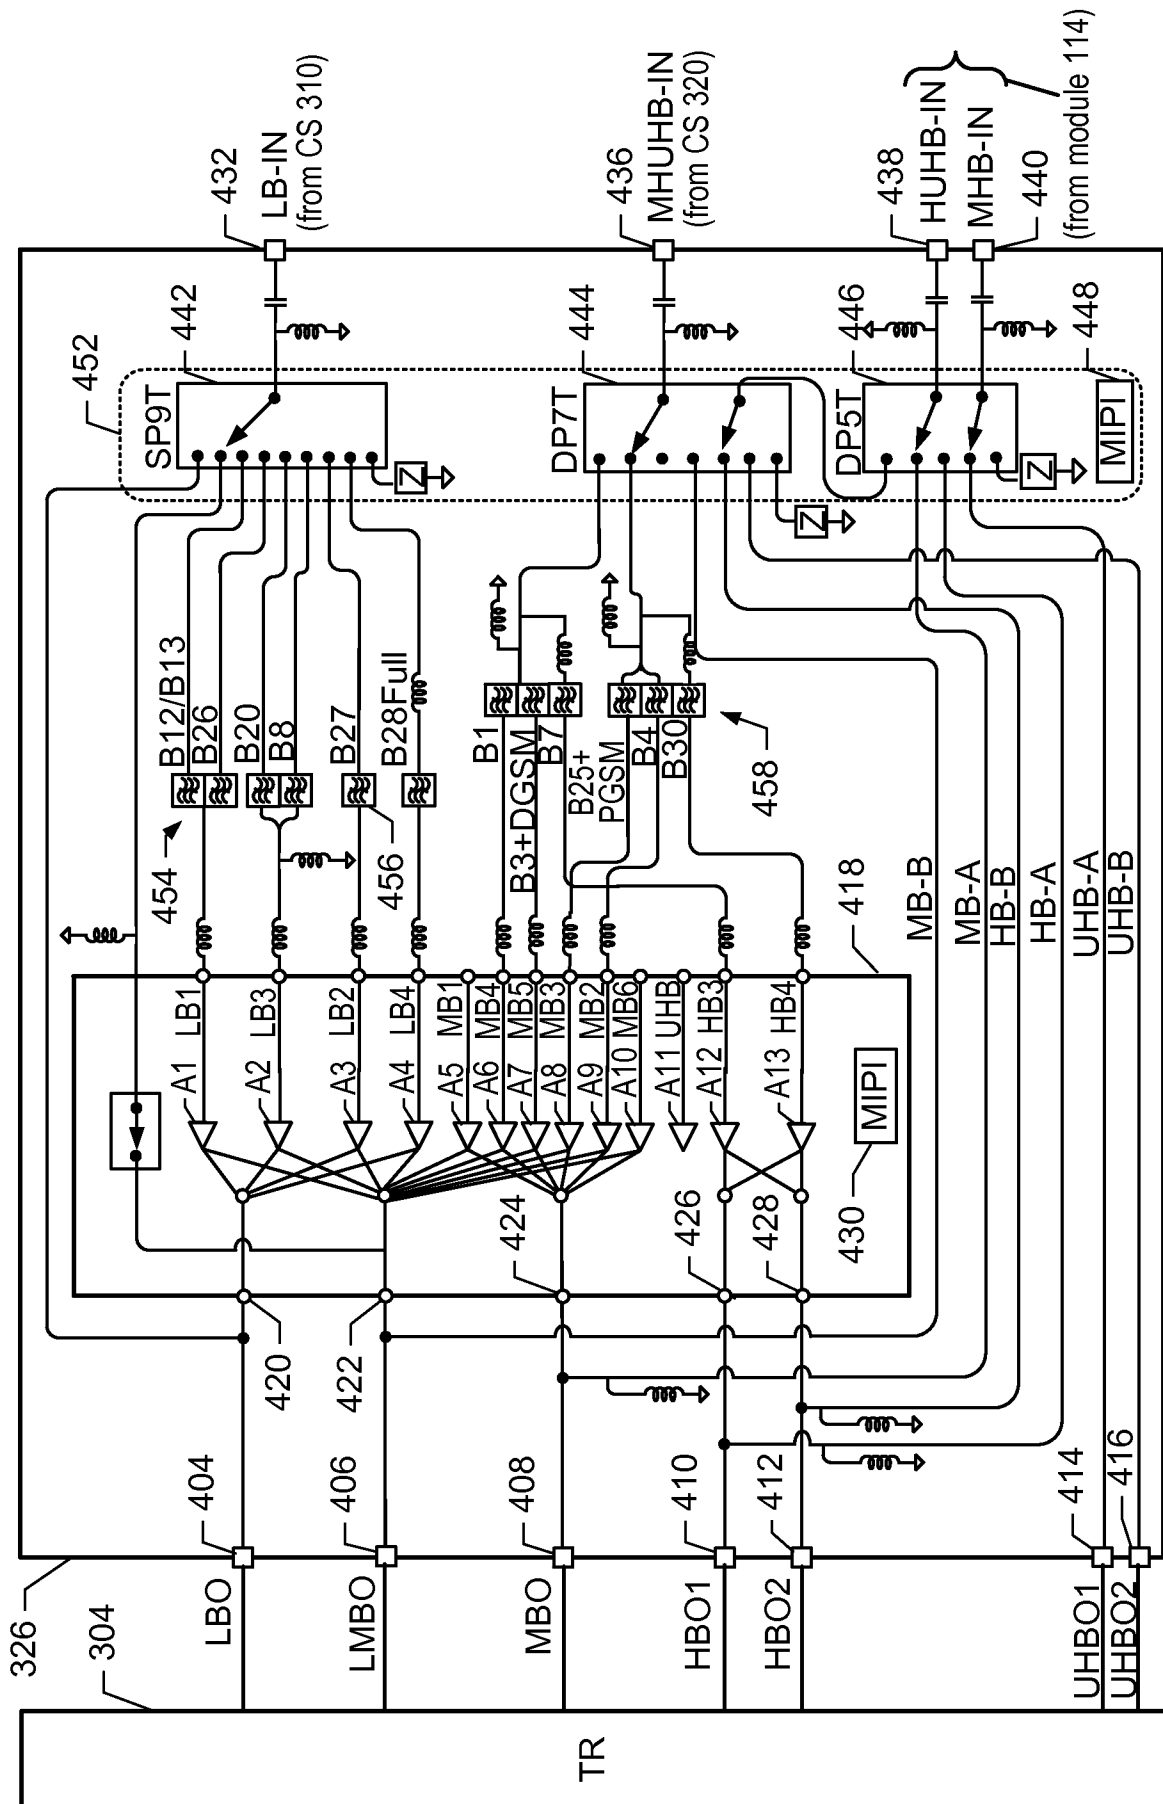 432
LB-IN
(from CS 310)
436
MHUHB-IN
(from CS 320)
438
HUHB-IN
MHB-IN
440
(from module 114)
452
442
SP9T
Z
444
DP7T
Z
446
DP5T
Z
448
MIPI
B12/B13
B26
B20
B8
B27
B28Full
454
456
B1
B3+DGSM
B7
B25+
PGSM
B4
B30
458
MB-B
MB-A
HB-B
HB-A
UHB-A
UHB-B
418
LB1
LB3
LB2
LB4
MB1
MB4
MB5
MB3
MB2
MB6
UHB
HB3
HB4
A1
A2
A3
A4
A5
A6
A7
A8
A9
A10
A11
A12
A13
MIPI
430
424
426
428
420
422
404
406
408
410
412
414
416
326
304
LBO
LMBO
MBO
HBO1
HBO2
UHBO1
UHBO2
TR